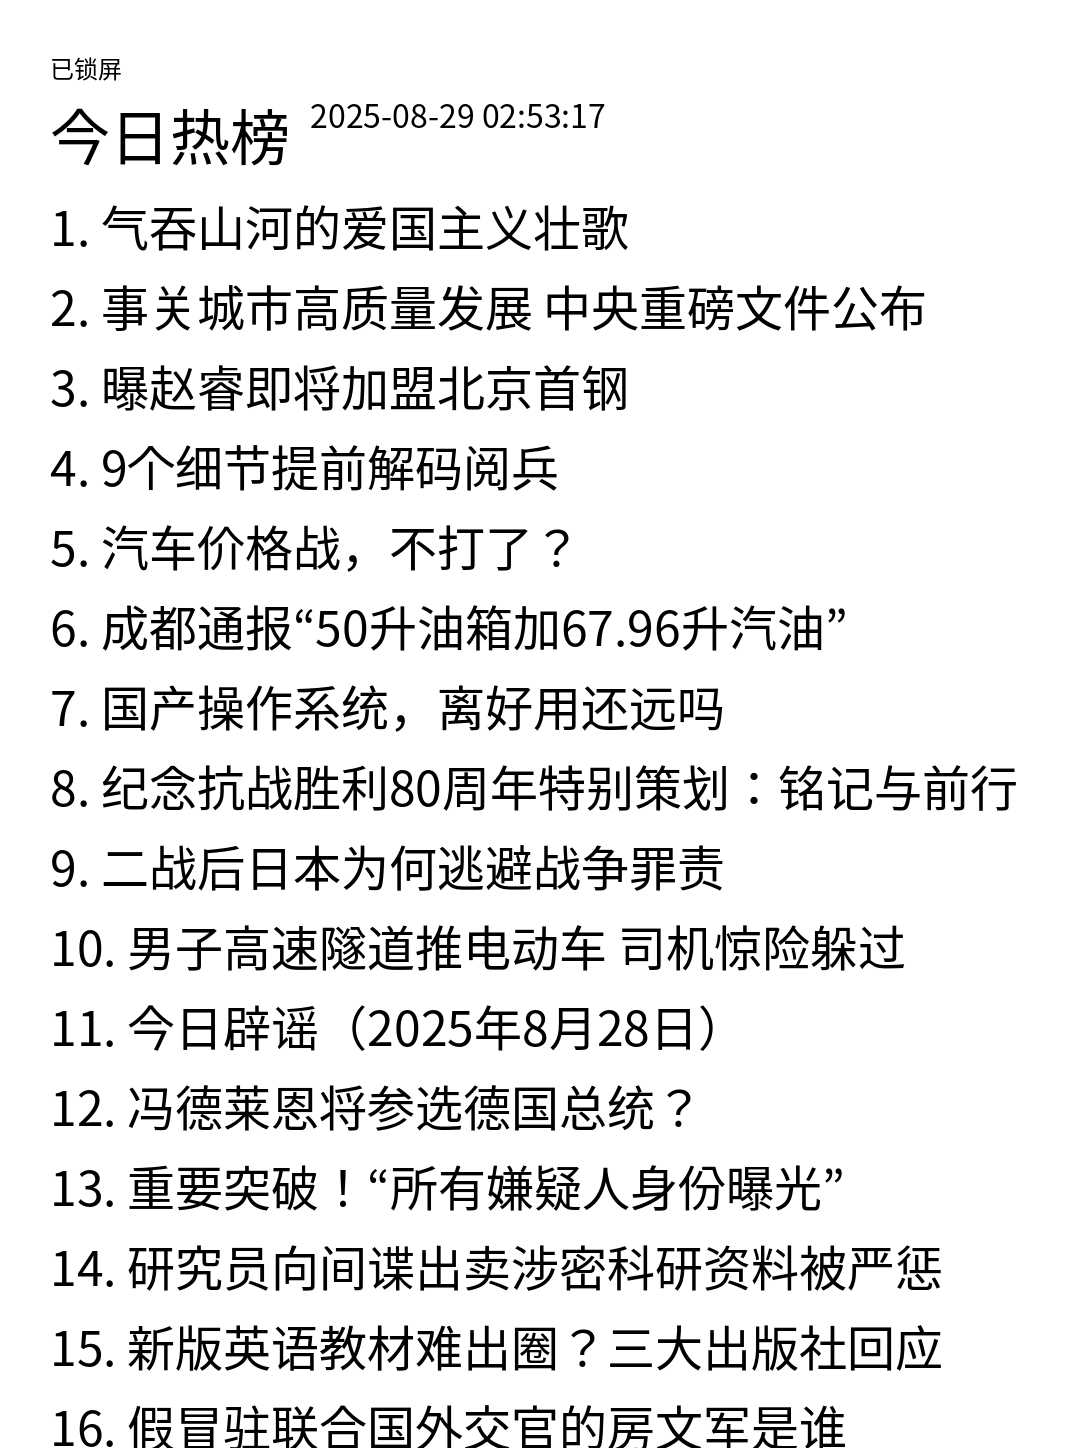 已锁屏
今日热榜 2025-08-29 02:53:17
1. 气吞山河的爱国主义壮歌
2. 事关城市高质量发展 中央重磅文件公布
3. 曝赵睿即将加盟北京首钢
4. 9个细节提前解码阅兵
5. 汽车价格战，不打了？
6. 成都通报“50升油箱加67.96升汽油”
7. 国产操作系统，离好用还远吗
8. 纪念抗战胜利80周年特别策划：铭记与前行
9. 二战后日本为何逃避战争罪责
10. 男子高速隧道推电动车 司机惊险躲过
11. 今日辟谣（2025年8月28日）
12. 冯德莱恩将参选德国总统？
13. 重要突破！“所有嫌疑人身份曝光”
14. 研究员向间谍出卖涉密科研资料被严惩
15. 新版英语教材难出圈？三大出版社回应
16. 假冒驻联合国外交官的房文军是谁